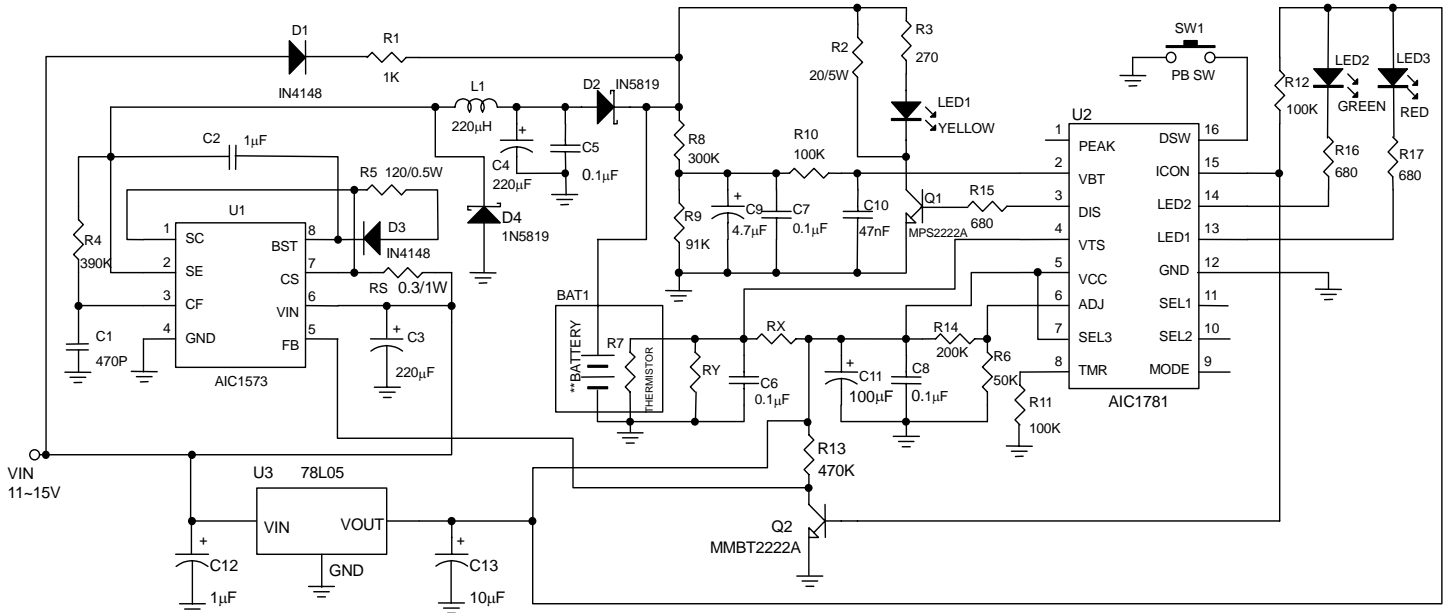 D1
IN4148
R1
1K
L1
220µH
D2
IN5819
C4
220µF
C5
0.1µF
D4
1N5819
C2
1µF
R5 120/0.5W
D3
IN4148
RS 0.3/1W
R4
390K
C1
470P
U1
1 SC
2 SE
3 CF
4 GND
BST 8
CS 7
VIN 6
FB 5
AIC1573
C3
220µF
R2
20/5W
R3
270
LED1
YELLOW
R8
300K
R9
91K
C9
4.7µF
C7
0.1µF
R10
100K
C10
47nF
Q1
MPS2222A
R15
680
BAT1
**BATTERY
R7
THERMISTOR
RY
RX
C6
0.1µF
C11
100µF
C8
0.1µF
R14
200K
R6
50K
R11
100K
R13
470K
Q2
MMBT2222A
SW1
PB SW
U2
1 PEAK
2 VBT
3 DIS
4 VTS
5 VCC
6 ADJ
7 SEL3
8 TMR
DSW 16
ICON 15
LED2 14
LED1 13
GND 12
SEL1 11
SEL2 10
MODE 9
AIC1781
R12
100K
LED2
GREEN
LED3
RED
R16
680
R17
680
VIN
11~15V
U3 78L05
VIN
VOUT
GND
C12
1µF
C13
10µF
+
+
+
+
+
+